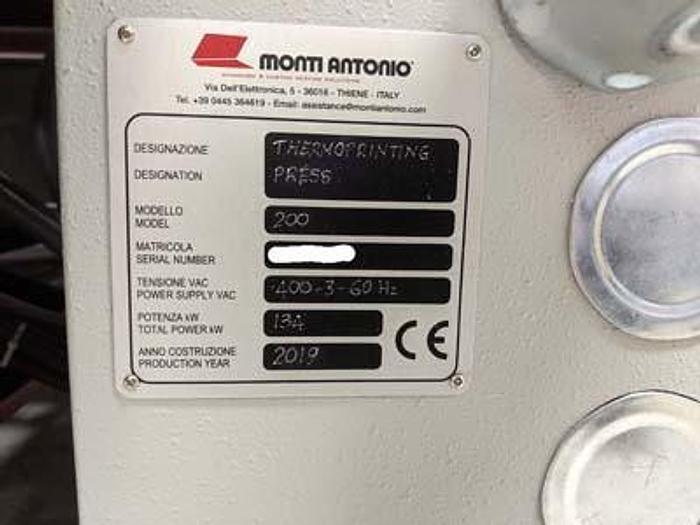 MONTI ANTONIO
Via Dell'Elettronica, 5 - 36016 - THIENE - ITALY
Tel. +39 0445 364619 - Email: assistance@montiantonio.com
DESIGNAZIONE
DESIGNATION
THERMOPRINTING
PRESS
MODELLO
MODEL
200
MATRICOLA
SERIAL NUMBER
TENSIONE VAC
POWER SUPPLY VAC
400-3-60 Hz
POTENZA kW
TOTAL POWER kW
134
CE
ANNO COSTRUZIONE
PRODUCTION YEAR
2019